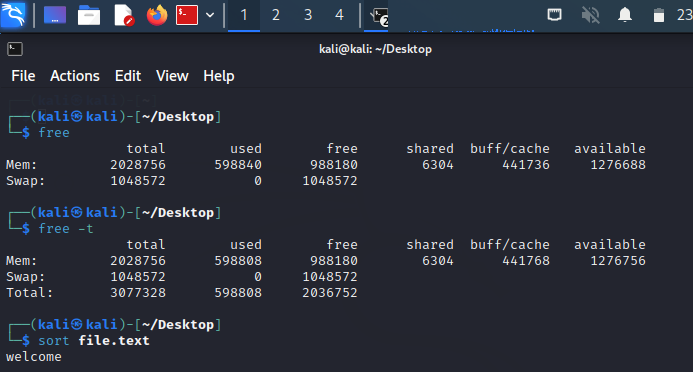 1 2 3 4 2 23
kali@kali: ~/Desktop
File Actions Edit View Help
┌──(kali㉿kali)-[~/Desktop]
└─$ free
total used free shared buff/cache available
Mem: 2028756 598840 988180 6304 441736 1276688
Swap: 1048572 0 1048572
┌──(kali㉿kali)-[~/Desktop]
└─$ free -t
total used free shared buff/cache available
Mem: 2028756 598808 988180 6304 441768 1276756
Swap: 1048572 0 1048572
Total: 3077328 598808 2036752
┌──(kali㉿kali)-[~/Desktop]
└─$ sort file.text
welcome